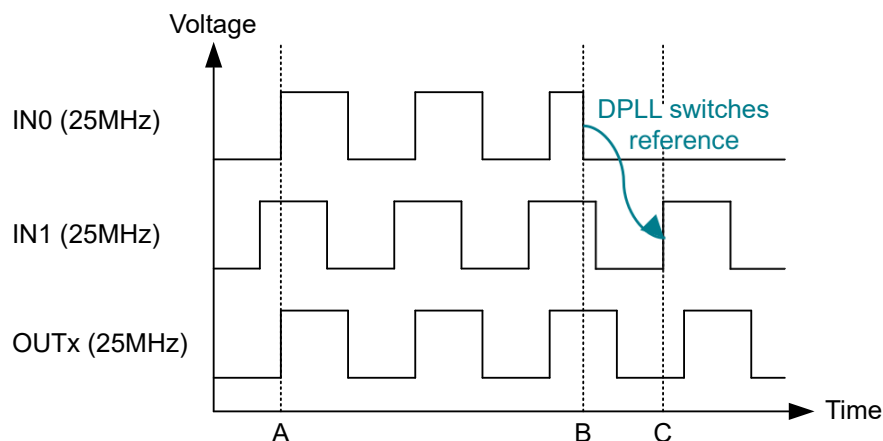 Voltage
IN0 (25MHz)
DPLL switches
reference
IN1 (25MHz)
OUTx (25MHz)
Time
A
B
C